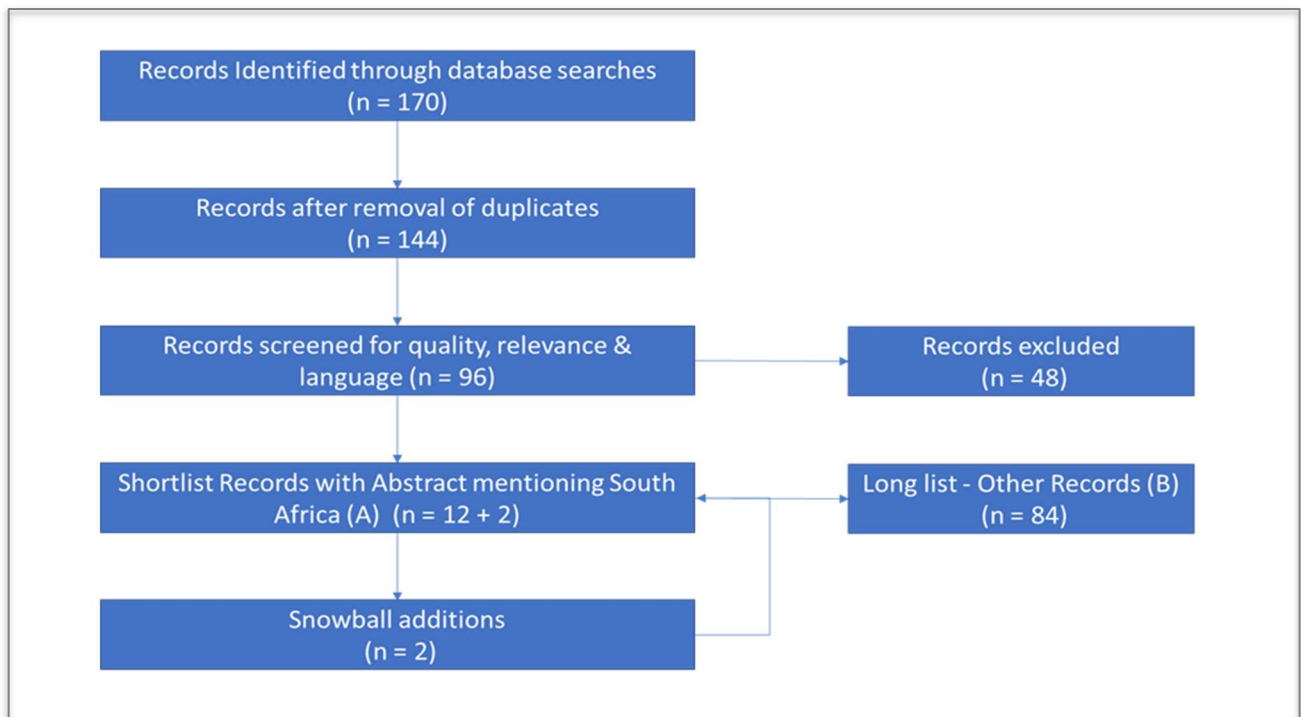 Records Identified through database searches
(n = 170)
Records after removal of duplicates
(n = 144)
Records screened for quality, relevance &
language (n = 96)
Records excluded
(n = 48)
Shortlist Records with Abstract mentioning South
Africa (A)  (n = 12 + 2)
Long list - Other Records (B)
(n = 84)
Snowball additions
(n = 2)